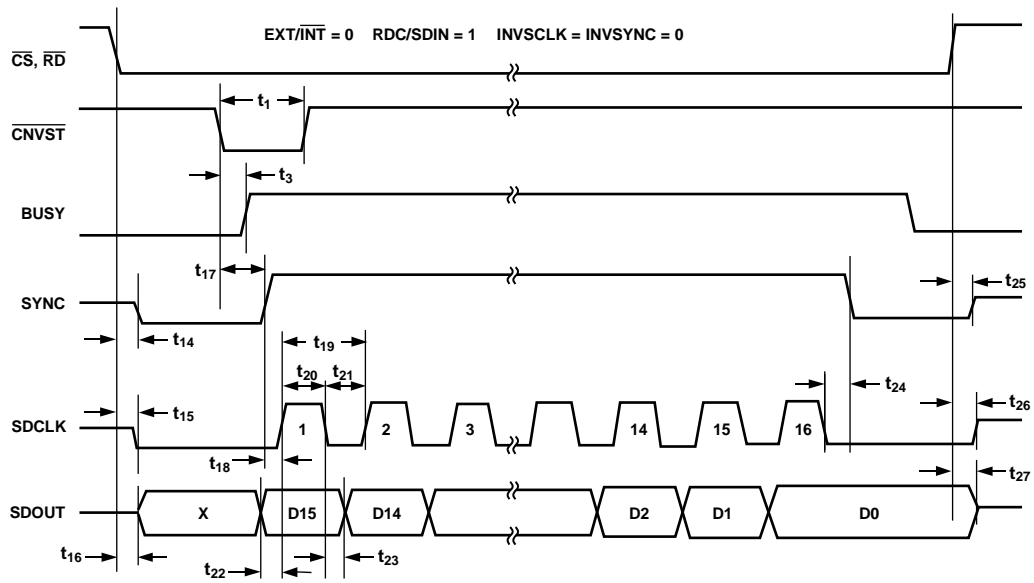 EXT/INT = 0 RDC/SDIN = 1 INVSCLK = INVSYNC = 0
CS, RD
t1
CNVST
t3
BUSY
t17
SYNC
t25
t14
t19
t20 t21
t24
t15
t26
SDCLK
1 2 3 14 15 16
t18
t27
SDOUT
X D15 D14 D2 D1 D0
t16
t22
t23